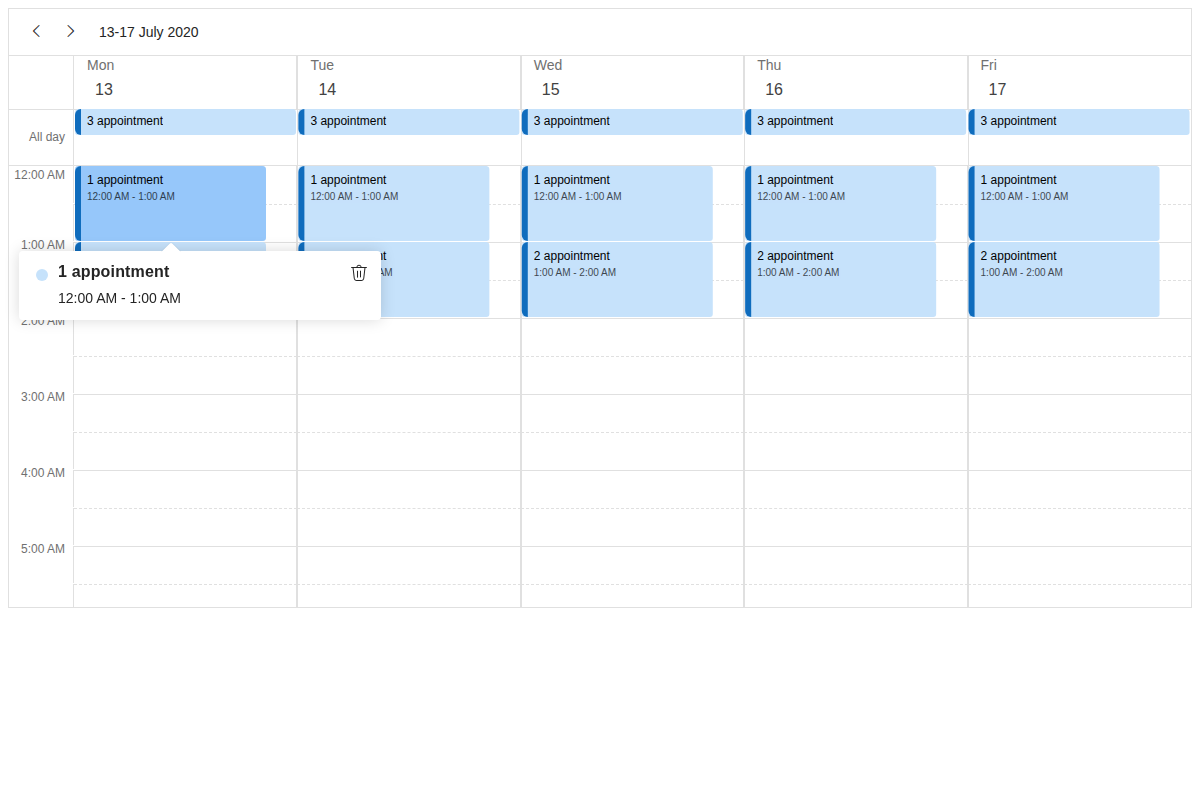 13-17 July 2020
Mon Tue Wed Thu Fri
13 14 15 16 17
All day
3 appointment 3 appointment 3 appointment 3 appointment 3 appointment
12:00 AM
1 appointment 1 appointment 1 appointment 1 appointment 1 appointment
12:00 AM - 1:00 AM 12:00 AM - 1:00 AM 12:00 AM - 1:00 AM 12:00 AM - 1:00 AM 12:00 AM - 1:00 AM
1:00 AM
2 appointment 2 appointment 2 appointment
1:00 AM - 2:00 AM 1:00 AM - 2:00 AM 1:00 AM - 2:00 AM
1 appointment
12:00 AM - 1:00 AM
2:00 AM
3:00 AM
4:00 AM
5:00 AM